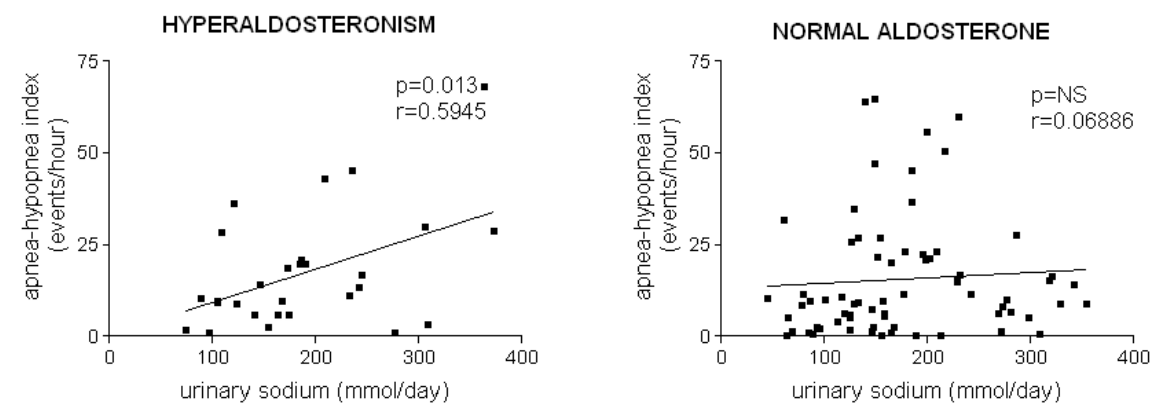 HYPERALDOSTERONISM
75
50
25
0
apnea-hypopnea index
(events/hour)
p=0.013
r=0.5945
0 100 200 300 400
urinary sodium (mmol/day)
NORMAL ALDOSTERONE
75
50
25
0
apnea-hypopnea index
(events/hour)
p=NS
r=0.06886
0 100 200 300 400
urinary sodium (mmol/day)